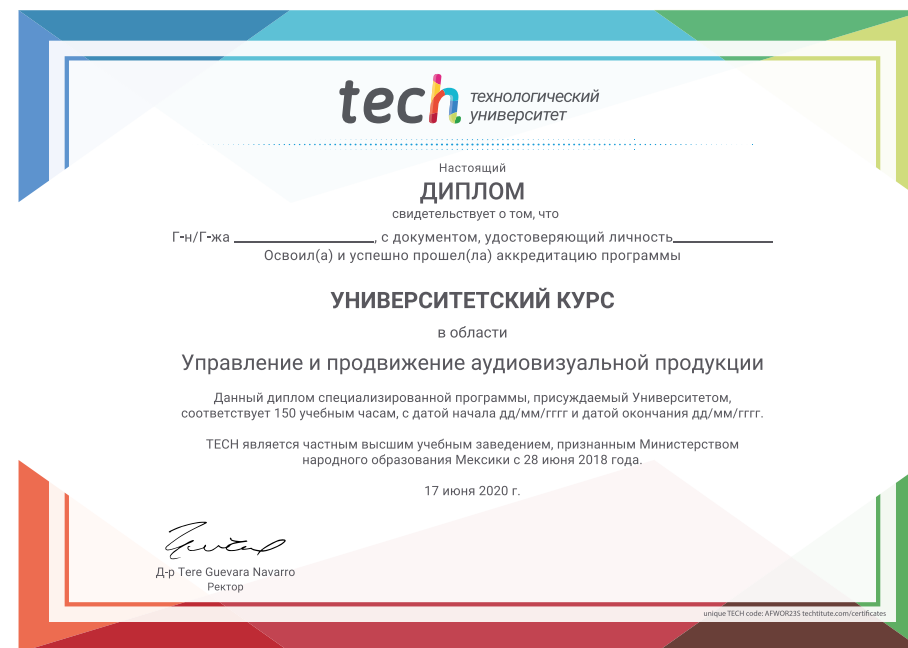 tech технологический
университет
Настоящий
ДИПЛОМ
свидетельствует о том, что
Г-н/Г-жа ____________________, с документом, удостоверяющий личность______________
Освоил(а) и успешно прошел(ла) аккредитацию программы
УНИВЕРСИТЕТСКИЙ КУРС
в области
Управление и продвижение аудиовизуальной продукции
Данный диплом специализированной программы, присуждаемый Университетом,
соответствует 150 учебным часам, с датой начала дд/мм/гггг и датой окончания дд/мм/гггг.
TECH является частным высшим учебным заведением, признанным Министерством
народного образования Мексики с 28 июня 2018 года.
17 июня 2020 г.
Д-р Tere Guevara Navarro
Ректор
unique TECH code: AFWOR23S techtitute.com/certificates